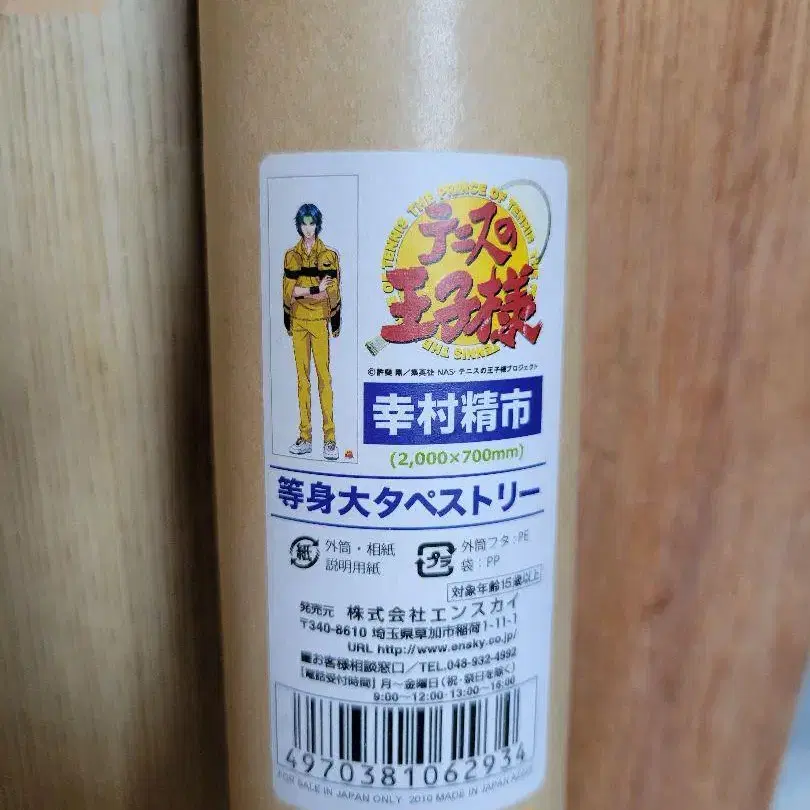 THE PRINCE OF TENNIS
テニスの
王子様
©許斐 剛／集英社 NAS・テニスの王子様プロジェクト
幸村精市
(2,000×700mm)
等身大タペストリー
紙 外筒・相紙
説明用紙
プラ 外筒フタ:PE
袋:PP
対象年齢15歳以上
発売元 株式会社エンスカイ
〒340-8610 埼玉県草加市稲荷1-11-1
URL http://www.ensky.co.jp/
■お客様相談窓口／TEL.048-932-4992
【電話受付時間】月～金曜日（祝・祭日を除く）
9:00～12:00・13:00～16:00
4970381062934
FOR SALE IN JAPAN ONLY 2010 MADE IN JAPAN